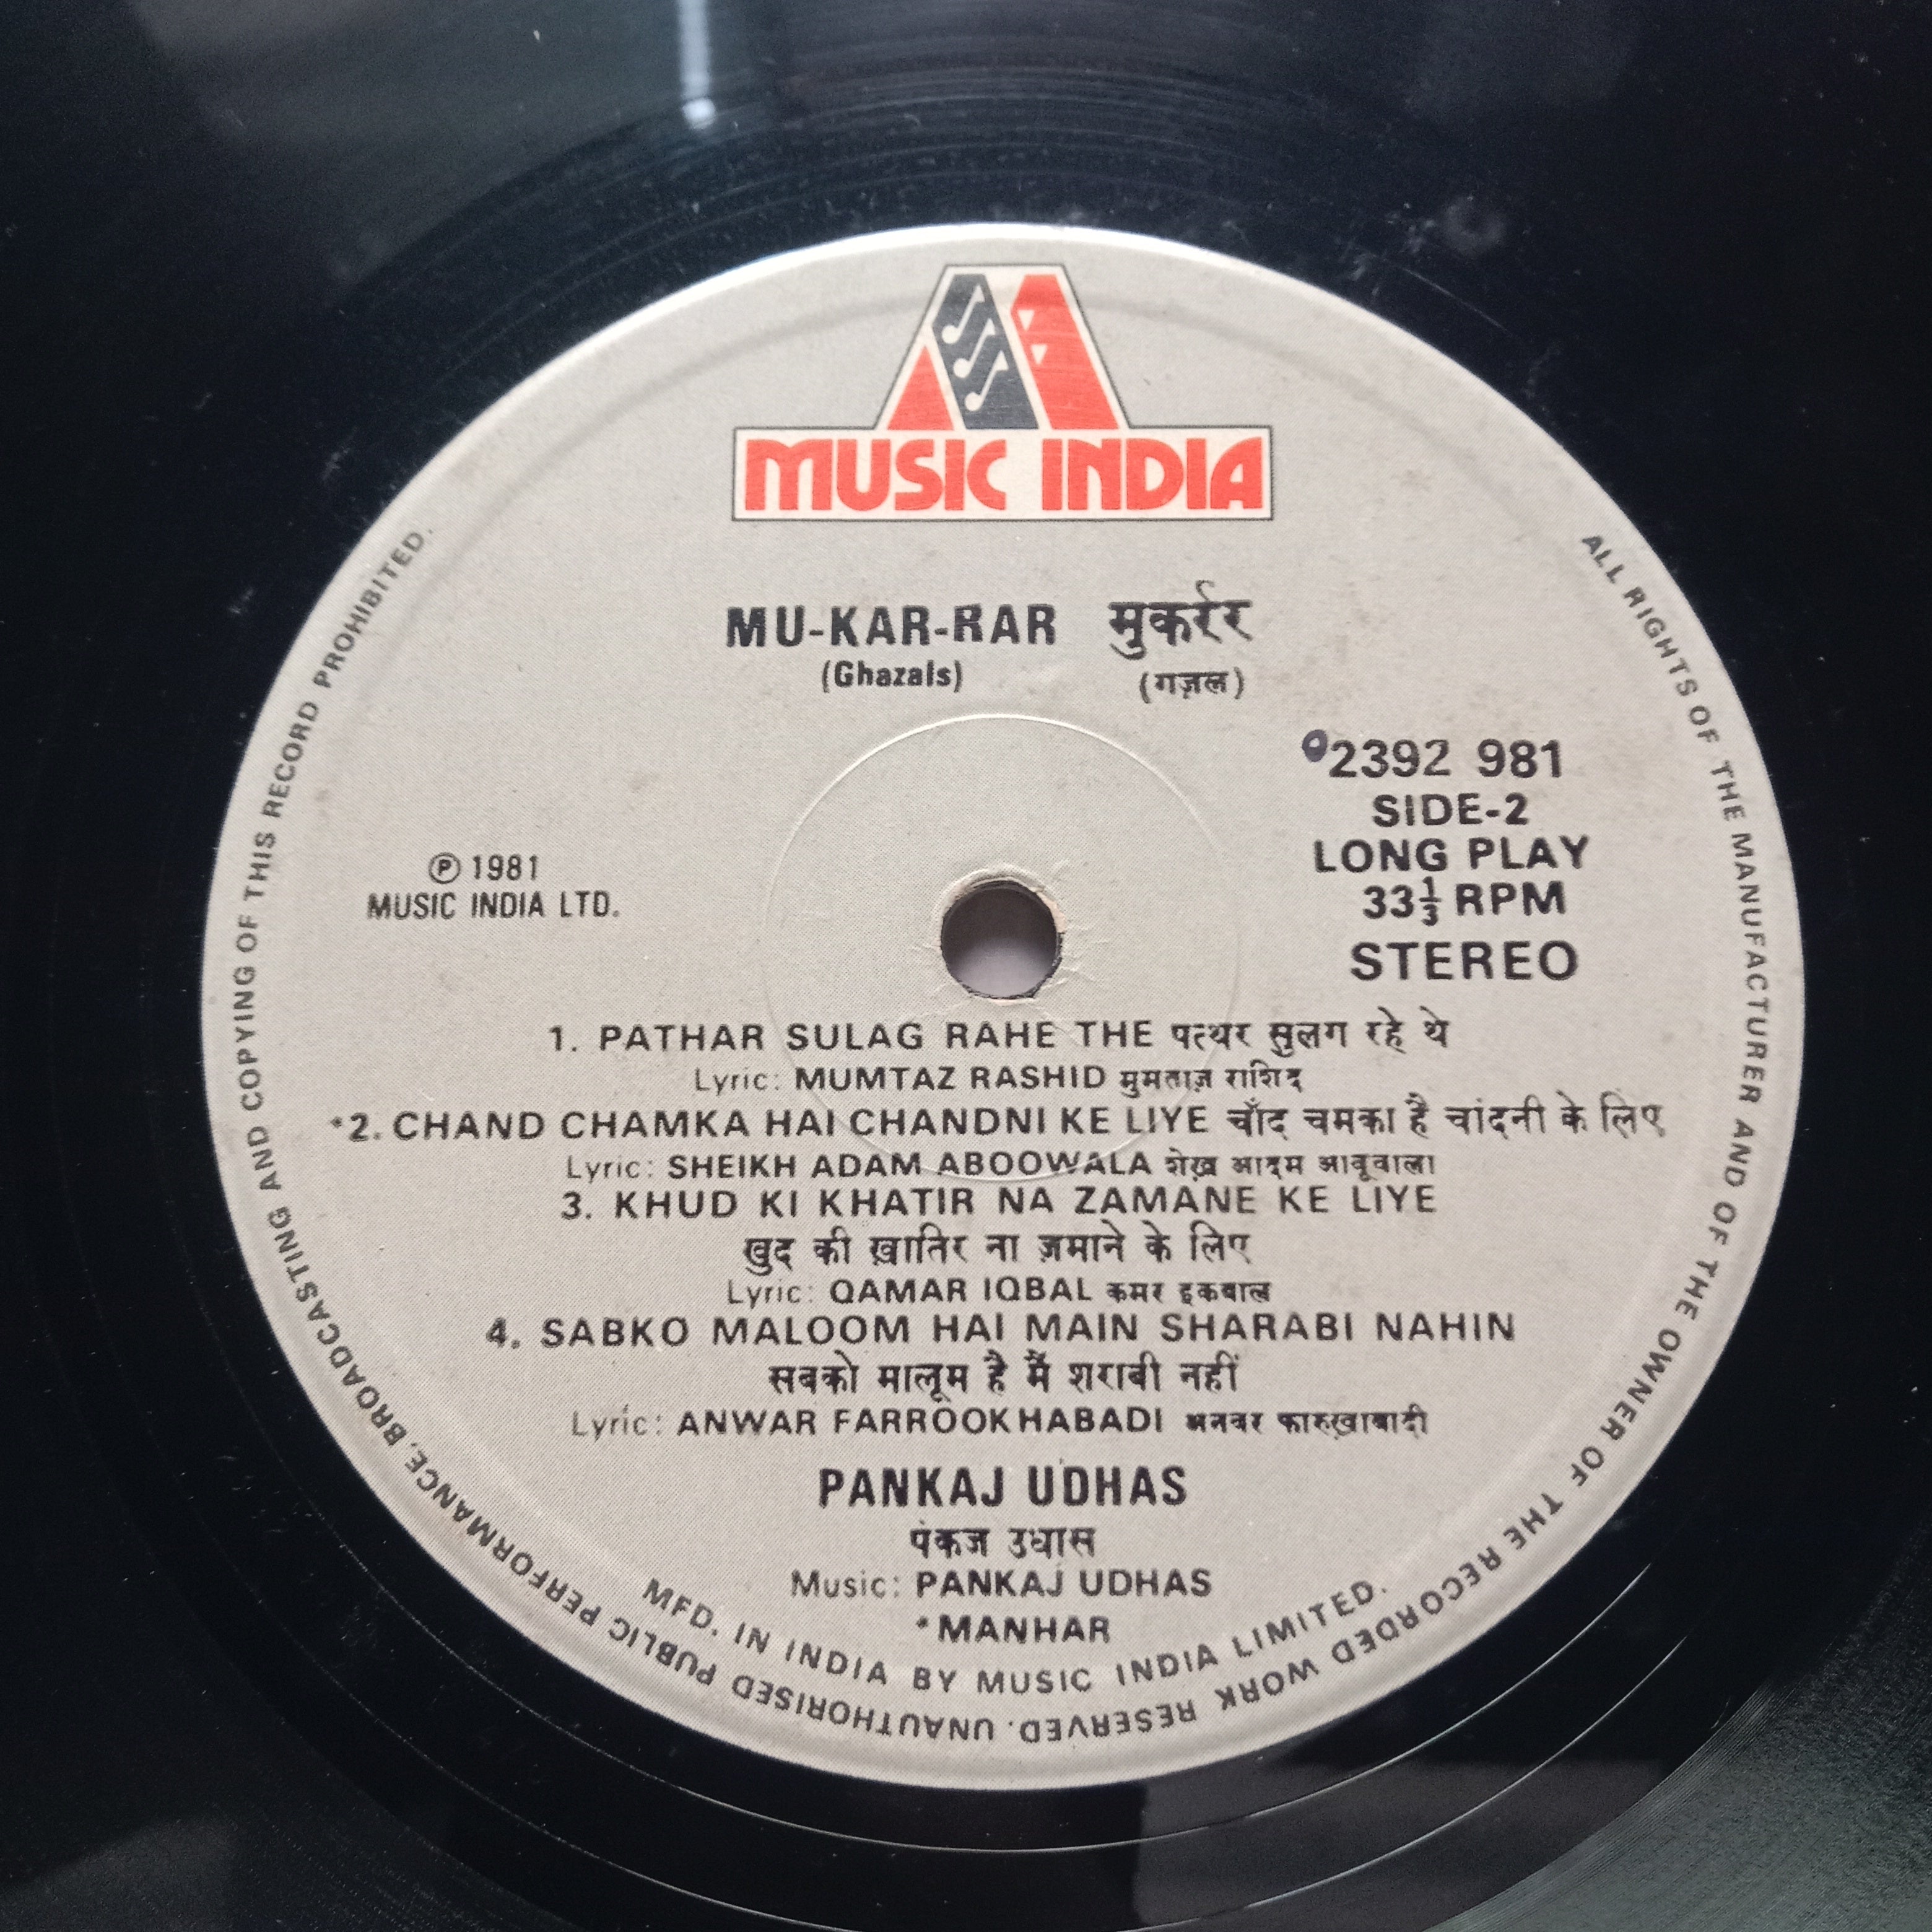 MUSIC INDIA
MU-KAR-RAR मुकर्रर
(Ghazals) (गज़ल)
2392 981
SIDE-2
LONG PLAY
33⅓ RPM
STEREO
℗ 1981
MUSIC INDIA LTD.
1. PATHAR SULAG RAHE THE पत्थर सुलग रहे थे
Lyric: MUMTAZ RASHID मुमताज़ राशिद
*2. CHAND CHAMKA HAI CHANDNI KE LIYE चाँद चमका है चांदनी के लिए
Lyric: SHEIKH ADAM ABOOWALA शेख़ आदम आबूवाला
3. KHUD KI KHATIR NA ZAMANE KE LIYE
खुद की ख़ातिर ना ज़माने के लिए
Lyric: QAMAR IQBAL कमर इकबाल
4. SABKO MALOOM HAI MAIN SHARABI NAHIN
सबको मालूम है मैं शराबी नहीं
Lyric: ANWAR FARROOKHABADI अनवर फारुख़ाबादी
PANKAJ UDHAS
पंकज उधास
Music: PANKAJ UDHAS
*MANHAR
MFD. IN INDIA BY MUSIC INDIA LIMITED.
ALL RIGHTS OF THE MANUFACTURER AND OF THE OWNER OF THE RECORDED WORK RESERVED. UNAUTHORISED PUBLIC PERFORMANCE, BROADCASTING AND COPYING OF THIS RECORD PROHIBITED.